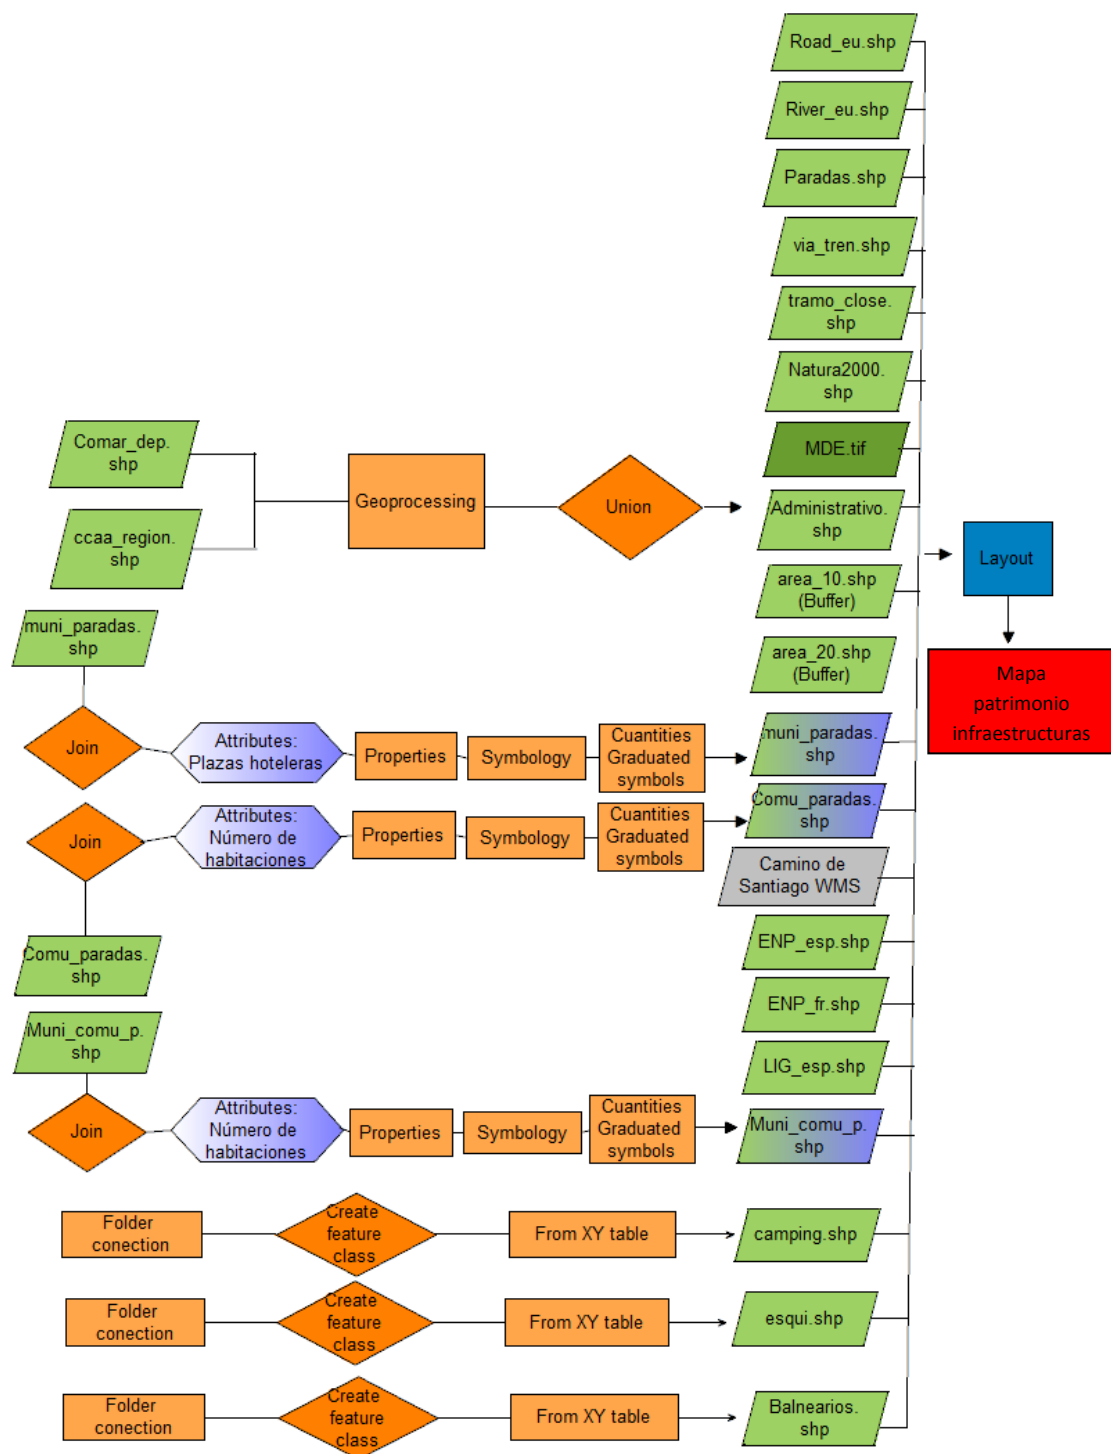 Road_eu.shp
River_eu.shp
Paradas.shp
via_tren.shp
tramo_close.
shp
Natura2000.
shp
Comar_dep.
shp
MDE.tif
Geoprocessing
Union
Administrativo.
shp
ccaa_region.
shp
Layout
area_10.shp
(Buffer)
muni_paradas.
shp
area_20.shp
(Buffer)
Mapa
patrimonio
infraestructuras
Join
Attributes:
Plazas hoteleras
Properties
Symbology
Cuantities
Graduated
symbols
muni_paradas.
shp
Join
Attributes:
Número de
habitaciones
Properties
Symbology
Cuantities
Graduated
symbols
Comu_paradas.
shp
Camino de
Santiago WMS
Comu_paradas.
shp
ENP_esp.shp
ENP_fr.shp
Muni_comu_p.
shp
LIG_esp.shp
Join
Attributes:
Número de
habitaciones
Properties
Symbology
Cuantities
Graduated
symbols
Muni_comu_p.
shp
Folder
conection
Create
feature
class
From XY table
camping.shp
Folder
conection
Create
feature
class
From XY table
esqui.shp
Folder
conection
Create
feature
class
From XY table
Balnearios.
shp